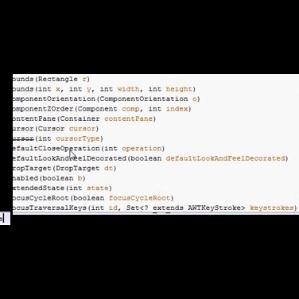 ounds(Rectangle r)
ounds(int x, int y, int width, int height)
omponentOrientation(ComponentOrientation o)
omponentZOrder(Component comp, int index)
ontentPane(Container contentPane)
ursor(Cursor cursor)
ursor(int cursorType)
efaultCloseOperation(int operation)
efaultLookAndFeelDecorated(boolean defaultLookAndFeelDecorated)
ropTarget(DropTarget dt)
nabled(boolean b)
xtendedState(int state)
ocusCycleRoot(boolean focusCycleRoot)
ocusTraversalKeys(int id, Set<? extends AWTKeyStroke> keystrokes)